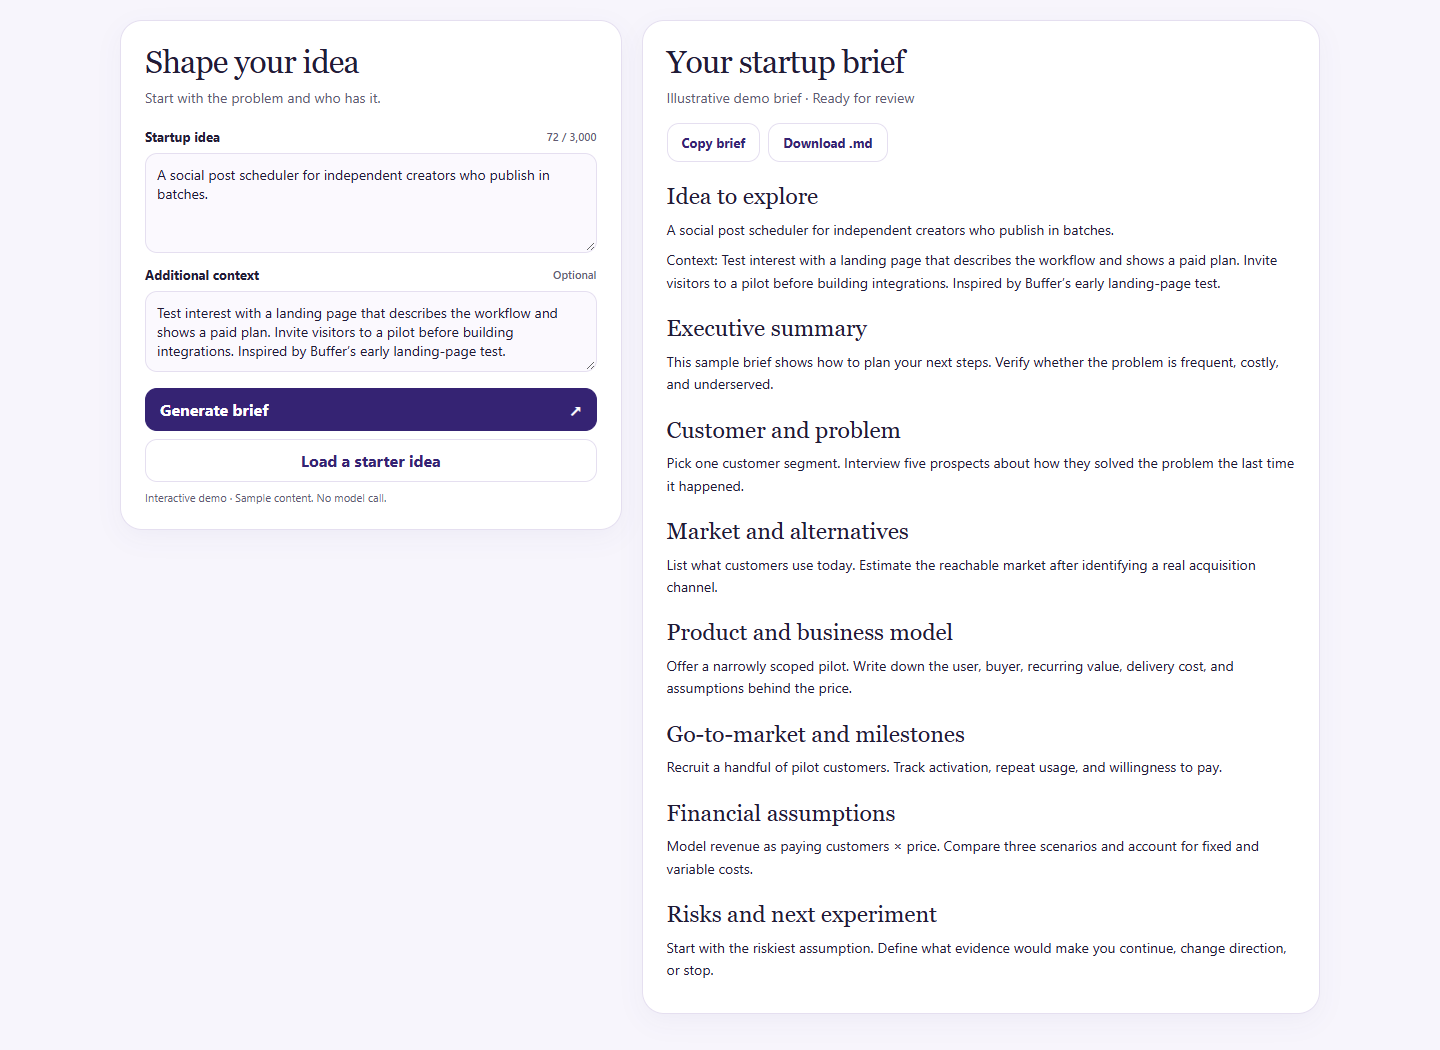 Shape your idea
Start with the problem and who has it.
Startup idea
72 / 3,000
A social post scheduler for independent creators who publish in
batches.
Additional context
Optional
Test interest with a landing page that describes the workflow and
shows a paid plan. Invite visitors to a pilot before building
integrations. Inspired by Buffer's early landing-page test.
Generate brief ↗
Load a starter idea
Interactive demo · Sample content. No model call.
Your startup brief
Illustrative demo brief · Ready for review
Copy brief
Download .md
Idea to explore
A social post scheduler for independent creators who publish in batches.
Context: Test interest with a landing page that describes the workflow and shows a paid plan. Invite
visitors to a pilot before building integrations. Inspired by Buffer's early landing-page test.
Executive summary
This sample brief shows how to plan your next steps. Verify whether the problem is frequent, costly,
and underserved.
Customer and problem
Pick one customer segment. Interview five prospects about how they solved the problem the last time
it happened.
Market and alternatives
List what customers use today. Estimate the reachable market after identifying a real acquisition
channel.
Product and business model
Offer a narrowly scoped pilot. Write down the user, buyer, recurring value, delivery cost, and
assumptions behind the price.
Go-to-market and milestones
Recruit a handful of pilot customers. Track activation, repeat usage, and willingness to pay.
Financial assumptions
Model revenue as paying customers × price. Compare three scenarios and account for fixed and
variable costs.
Risks and next experiment
Start with the riskiest assumption. Define what evidence would make you continue, change direction,
or stop.